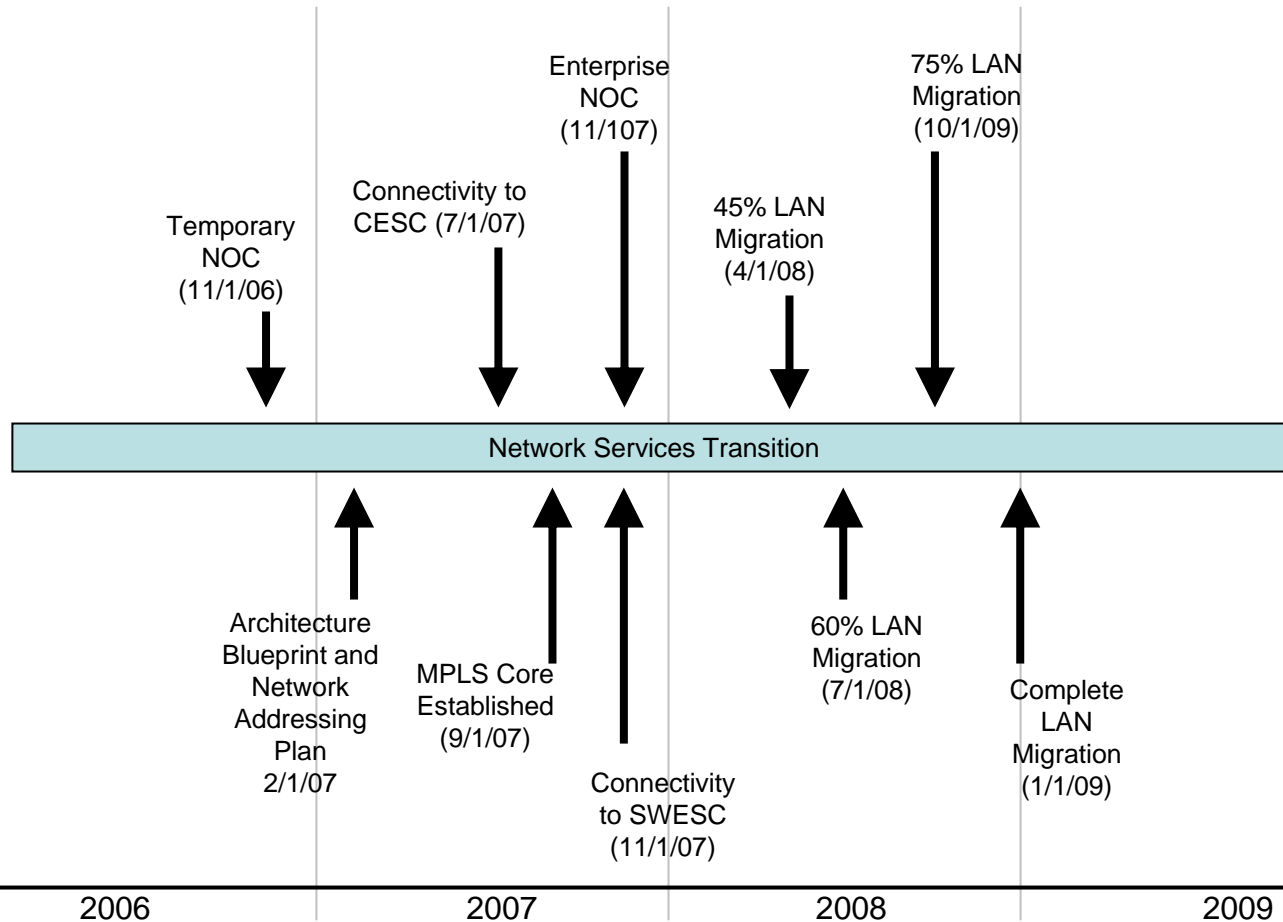 Enterprise
NOC
(11/107)
75% LAN
Migration
(10/1/09)
Connectivity to
CESC (7/1/07)
45% LAN
Migration
(4/1/08)
Temporary
NOC
(11/1/06)
Network Services Transition
Architecture
Blueprint and
Network
Addressing
Plan
2/1/07
MPLS Core
Established
(9/1/07)
Connectivity
to SWESC
(11/1/07)
60% LAN
Migration
(7/1/08)
Complete
LAN
Migration
(1/1/09)
2006
2007
2008
2009